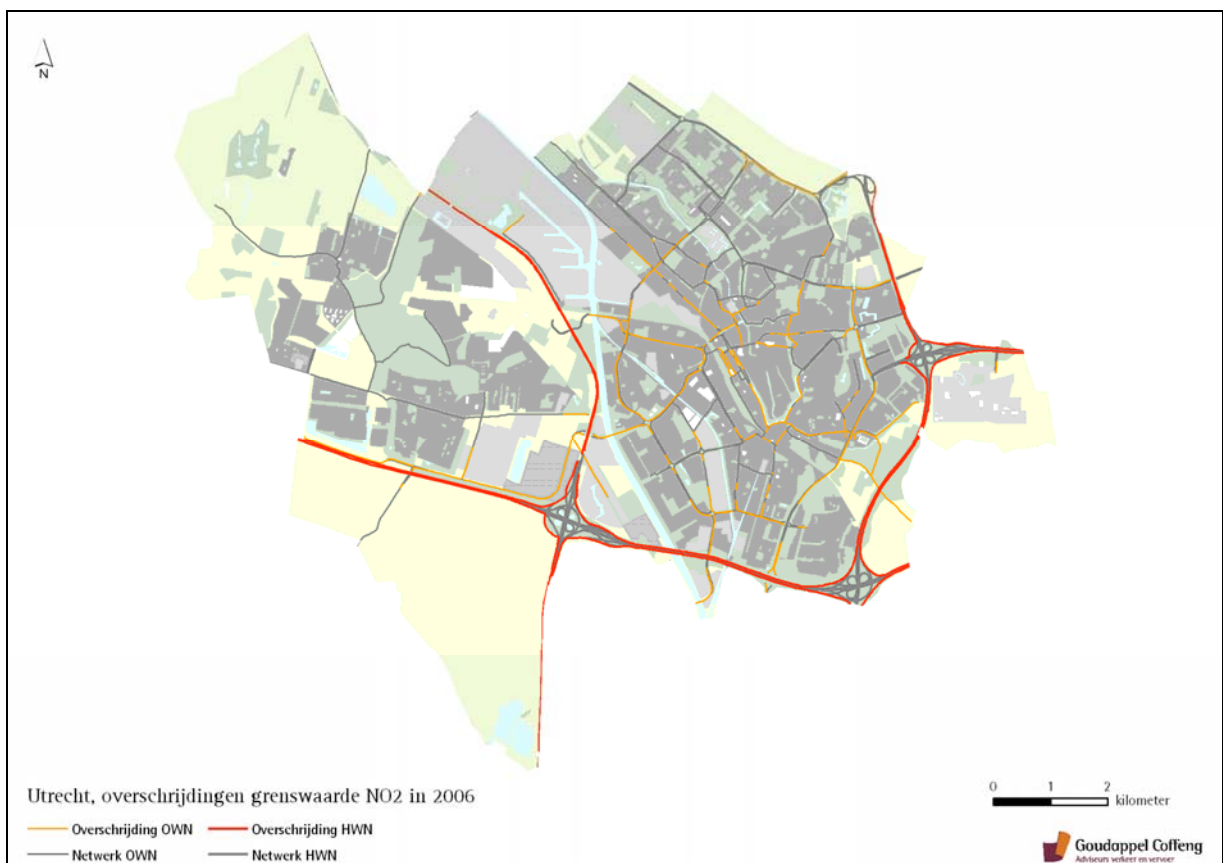 N
Utrecht, overschrijdingen grenswaarde NO2 in 2006
Overschrijding OWN
Overschrijding HWN
Netwerk OWN
Netwerk HWN
0 1 2
kilometer
Goudappel Coffeng
Adviseurs verkeer en vervoer